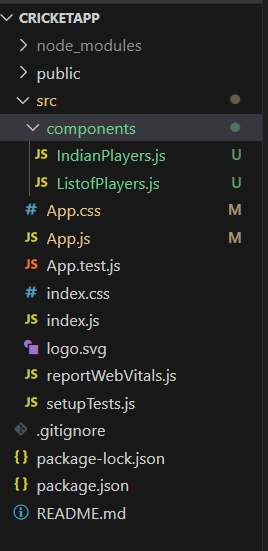 CRICKETAPP
node_modules
public
src
components
JS IndianPlayers.js U
JS ListofPlayers.js U
# App.css M
JS App.js M
JS App.test.js
# index.css
JS index.js
logo.svg
JS reportWebVitals.js
JS setupTests.js
.gitignore
{} package-lock.json
{} package.json
README.md